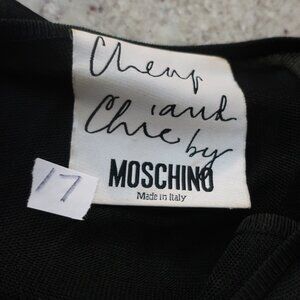 Cheap
and
Chic by
MOSCHINO
Made in Italy
17